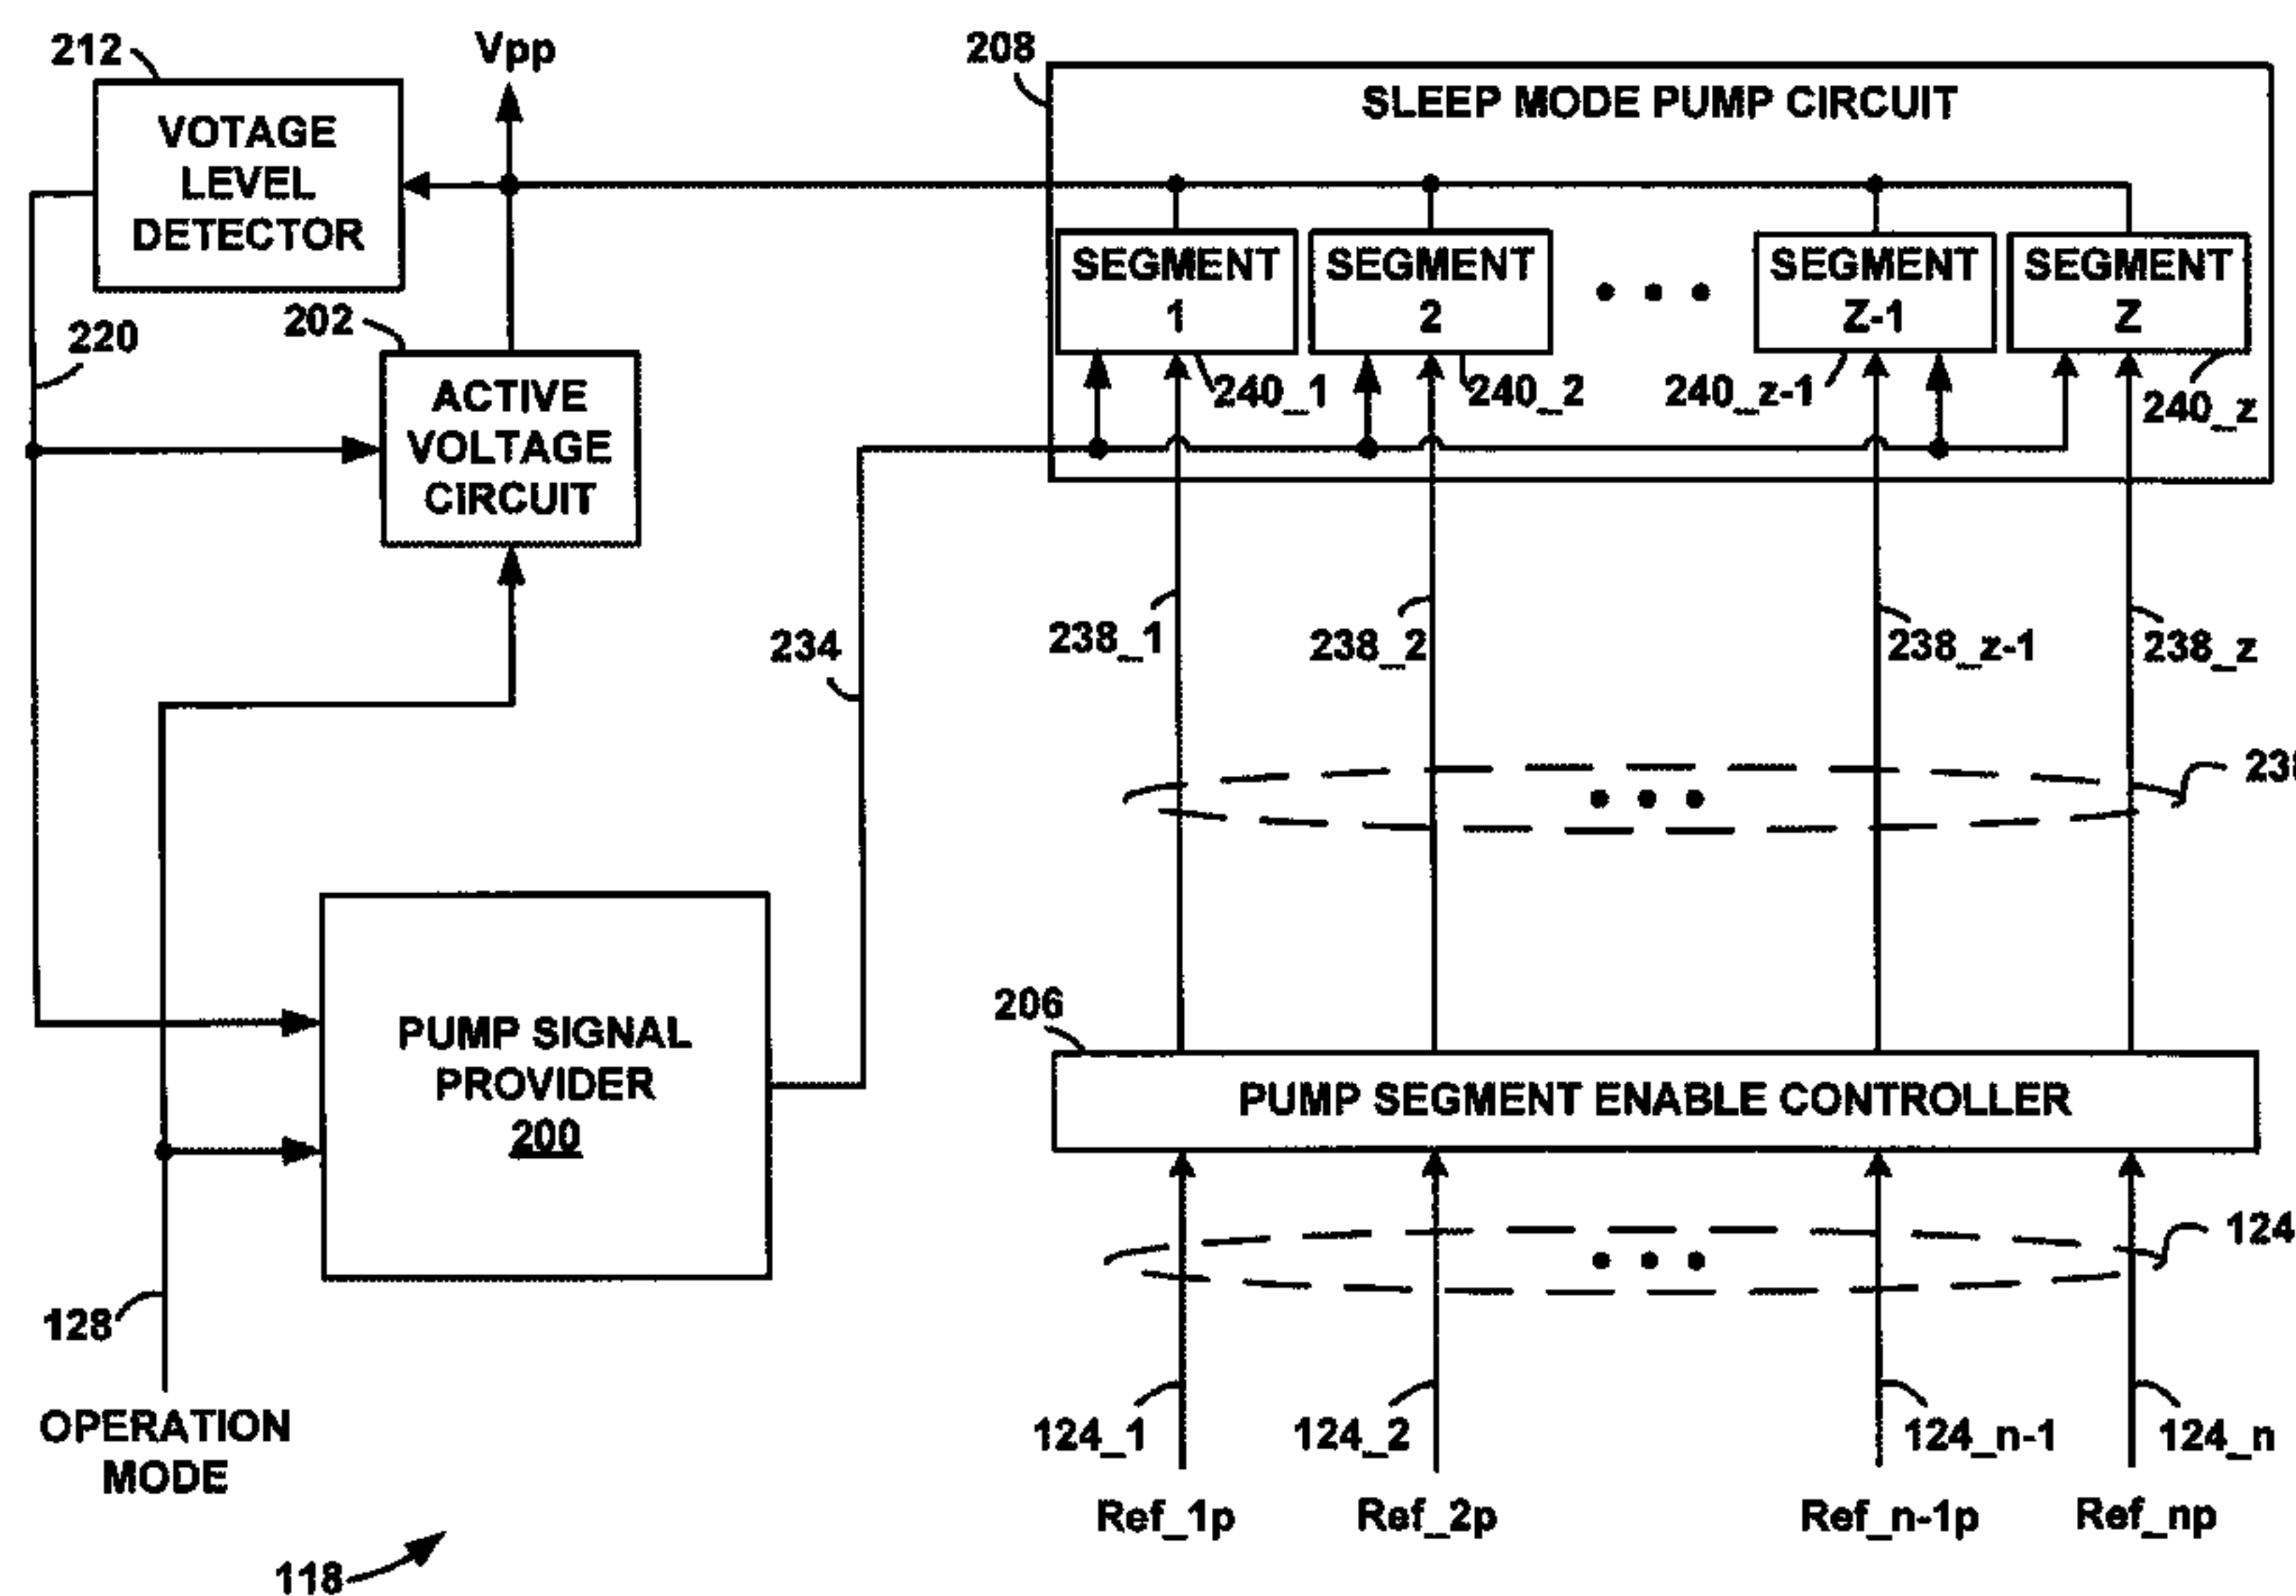 212
Vpp
208
SLEEP MODE PUMP CIRCUIT
VOTAGE
LEVEL
DETECTOR
SEGMENT
1
SEGMENT
2
SEGMENT
Z-1
SEGMENT
Z
220
202
240_1
240_2
240_z-1
240_z
ACTIVE
VOLTAGE
CIRCUIT
234
238_1
238_2
238_z-1
238_z
206
PUMP SIGNAL
PROVIDER
200
PUMP SEGMENT ENABLE CONTROLLER
124
128
OPERATION
MODE
124_1
124_2
124_n-1
124_n
Ref_1p
Ref_2p
Ref_n-1p
Ref_np
118